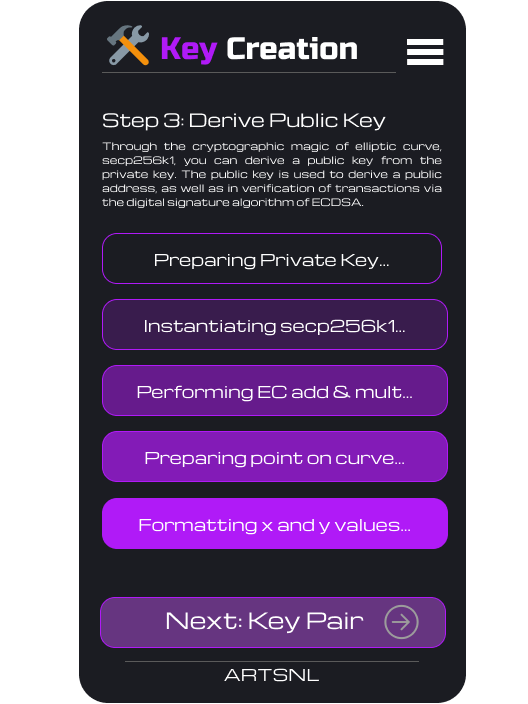 Key Creation
Step 3: Derive Public Key
Through the cryptographic magic of elliptic curve,
secp256k1, you can derive a public key from the
private key. The public key is used to derive a public
address, as well as in verification of transactions via
the digital signature algorithm of ECDSA.
Preparing Private Key...
Instantiating secp256k1...
Performing EC add & mult...
Preparing point on curve...
Formatting x and y values...
Next: Key Pair
ARTSNL